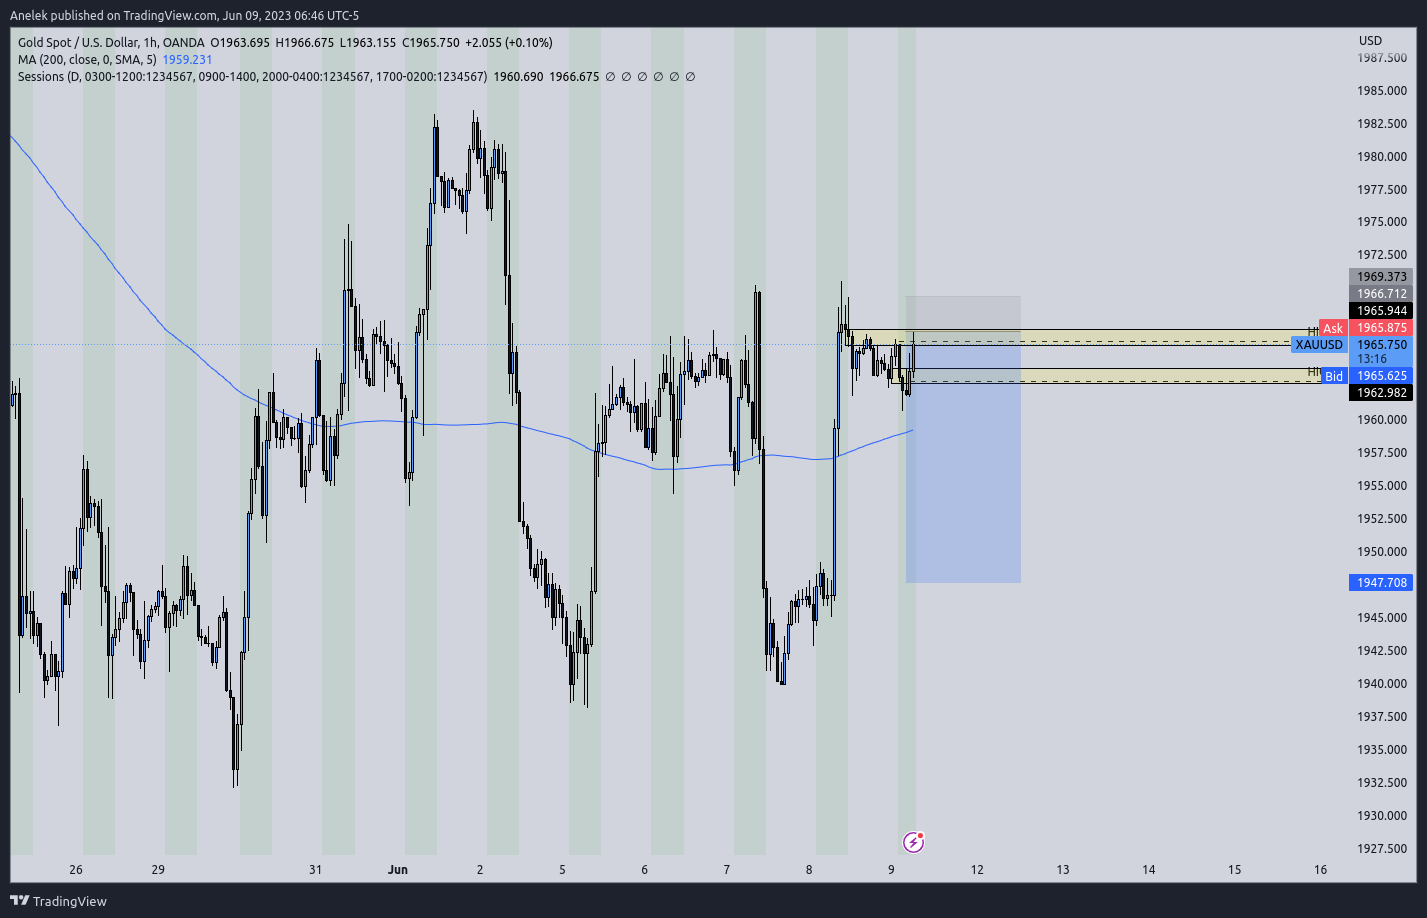 Anelek published on TradingView.com, Jun 09, 2023 06:46 UTC-5
Gold Spot / U.S. Dollar, 1h, OANDA O1963.695 H1966.675 L1963.155 C1965.750 +2.055 (+0.10%)
MA (200, close, 0, SMA, 5) 1959.231
Sessions (D, 0300-1200:1234567, 0900-1400, 2000-0400:1234567, 1700-0200:1234567) 1960.690 1966.675 ∅ ∅ ∅ ∅ ∅ ∅
USD
1987.500
1985.000
1982.500
1980.000
1977.500
1975.000
1972.500
1969.373
1966.712
1965.944
Ask 1965.875
XAUUSD 1965.750
13:16
Bid 1965.625
1962.982
1960.000
1957.500
1955.000
1952.500
1950.000
1947.708
1945.000
1942.500
1940.000
1937.500
1935.000
1932.500
1930.000
1927.500
26 29 31 Jun 2 5 6 7 8 9 12 13 14 15 16
TradingView